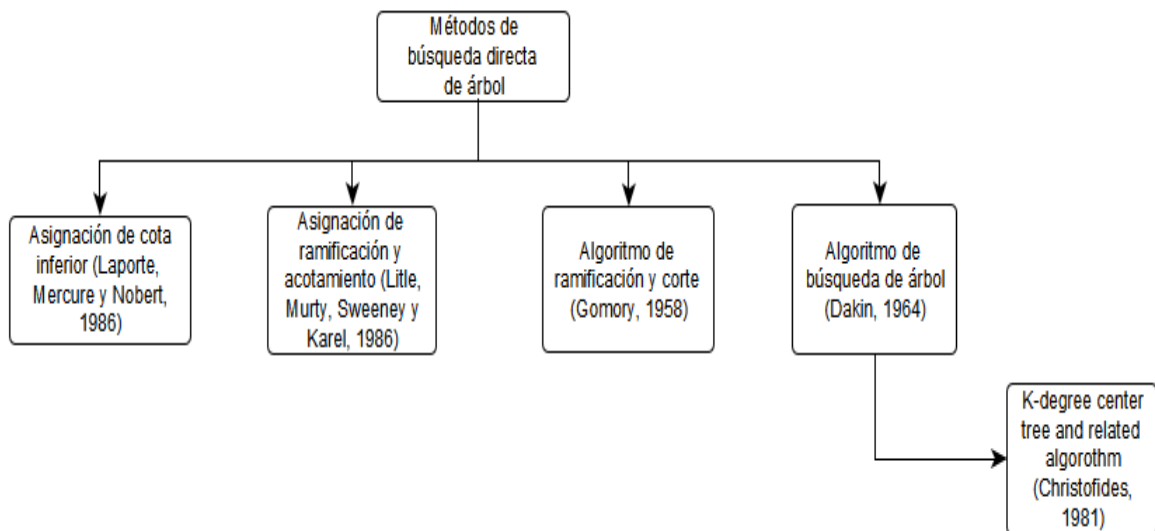 Métodos de
búsqueda directa
de árbol
Asignación de cota
inferior (Laporte,
Mercure y Nobert,
1986)
Asignación de
ramificación y
acotamiento (Litle,
Murty, Sweeney y
Karel, 1986)
Algoritmo de
ramificación y corte
(Gomory, 1958)
Algoritmo de
búsqueda de árbol
(Dakin, 1964)
K-degree center
tree and related
algorothm
(Christofides,
1981)